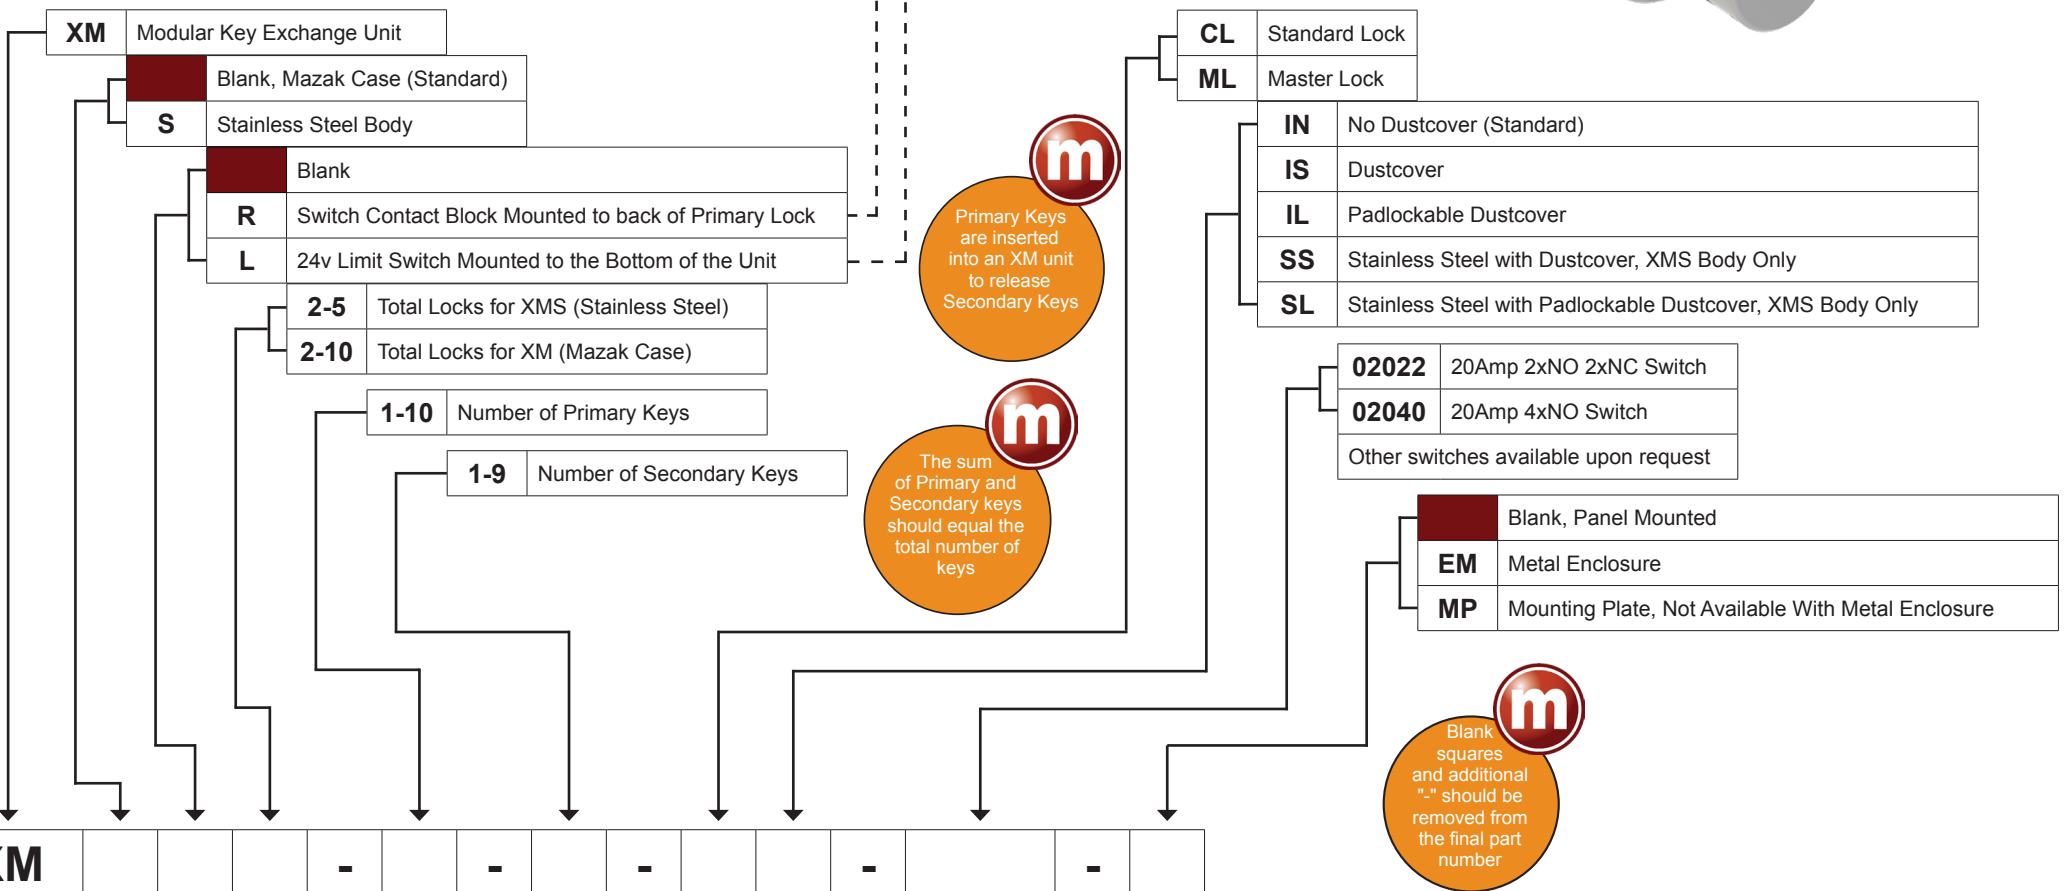 XM Modular Key Exchange Unit
Blank, Mazak Case (Standard)
S Stainless Steel Body
Blank
R Switch Contact Block Mounted to back of Primary Lock
L 24v Limit Switch Mounted to the Bottom of the Unit
2-5 Total Locks for XMS (Stainless Steel)
2-10 Total Locks for XM (Mazak Case)
1-10 Number of Primary Keys
1-9 Number of Secondary Keys
m
Primary Keys
are inserted
into an XM unit
to release
Secondary Keys
m
The sum
of Primary and
Secondary keys
should equal the
total number of
keys
CL Standard Lock
ML Master Lock
IN No Dustcover (Standard)
IS Dustcover
IL Padlockable Dustcover
SS Stainless Steel with Dustcover, XMS Body Only
SL Stainless Steel with Padlockable Dustcover, XMS Body Only
02022 20Amp 2xNO 2xNC Switch
02040 20Amp 4xNO Switch
Other switches available upon request
Blank, Panel Mounted
EM Metal Enclosure
MP Mounting Plate, Not Available With Metal Enclosure
m
Blank
squares
and additional
"-" should be
removed from
the final part
number
XM - - - - -